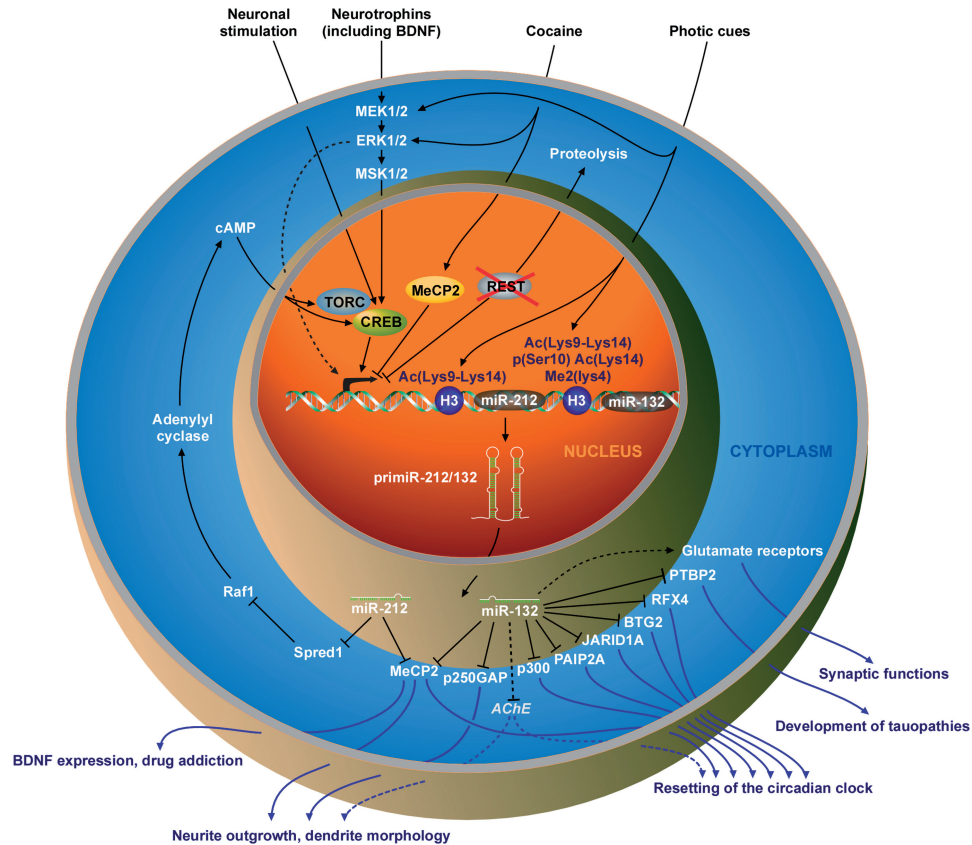 Neuronal
stimulation
Neurotrophins
(including BDNF)
Cocaine
Photic cues
MEK1/2
ERK1/2
MSK1/2
Proteolysis
cAMP
TORC
CREB
MeCP2
REST
Ac(Lys9-Lys14)
p(Ser10) Ac(Lys14)
Me2(lys4)
Ac(Lys9-Lys14)
H3
miR-212
H3
miR-132
Adenylyl
cyclase
NUCLEUS
CYTOPLASM
primiR-212/132
Glutamate receptors
PTBP2
RFX4
BTG2
JARID1A
PAIP2A
p300
p250GAP
MeCP2
AChE
Raf1
miR-212
miR-132
Spred1
Synaptic functions
Development of tauopathies
BDNF expression, drug addiction
Resetting of the circadian clock
Neurite outgrowth, dendrite morphology